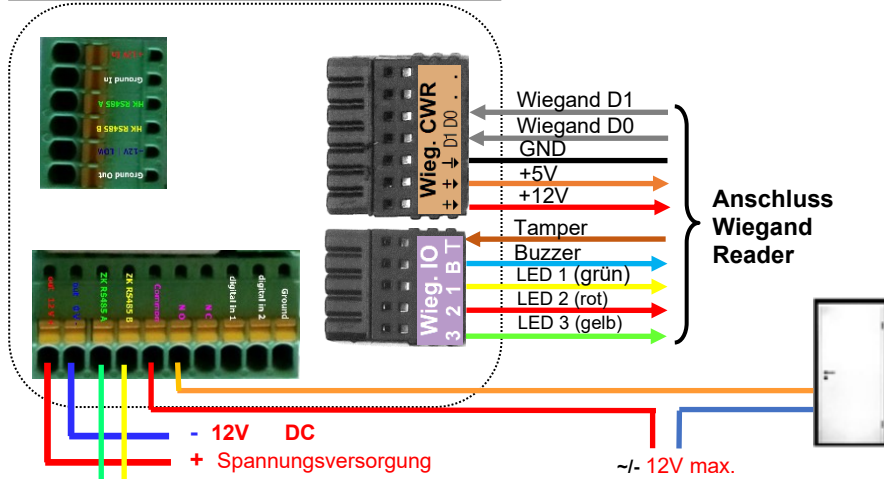 +12V In
Ground In
HK RS485 A
HK RS485 B
Ground Out
Wieg. CWR
D1 D0 . .
Wiegand D1
Wiegand D0
GND
+5V
+12V
Anschluss
Wiegand
Reader
Wieg. IO
3 2 1 B T
Tamper
Buzzer
LED 1 (grün)
LED 2 (rot)
LED 3 (gelb)
ZK RS485 A
ZK RS485 B
Common
N O
N C
digital in 1
digital in 2
Ground
- 12V DC
+ Spannungsversorgung
~/- 12V max.